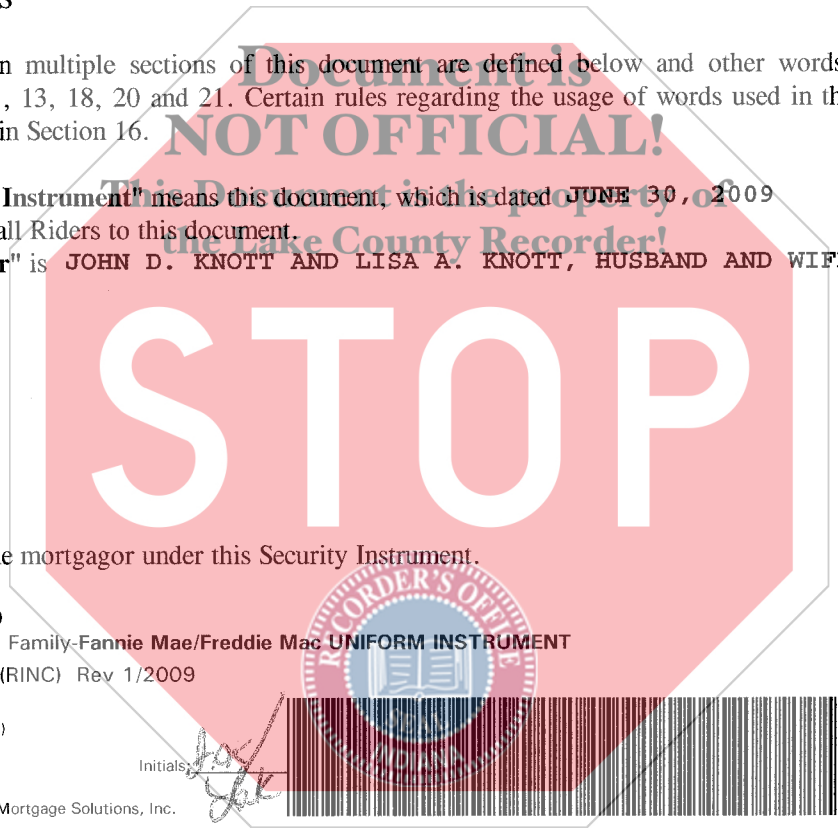 S
n multiple sections of this document are defined below and other words
, 13, 18, 20 and 21. Certain rules regarding the usage of words used in th
in Section 16.
Document is
NOT OFFICIAL!
This Document is the property of
the Lake County Recorder!
Instrument" means this document, which is dated JUNE 30, 2009
all Riders to this document.
r" is JOHN D. KNOTT AND LISA A. KNOTT, HUSBAND AND WIFE
STOP
e mortgagor under this Security Instrument.
)
Family-Fannie Mae/Freddie Mac UNIFORM INSTRUMENT
(RINC) Rev 1/2009
)
RECORDER'S OFFICE
SEAL
INDIANA
Initials:
Mortgage Solutions, Inc.